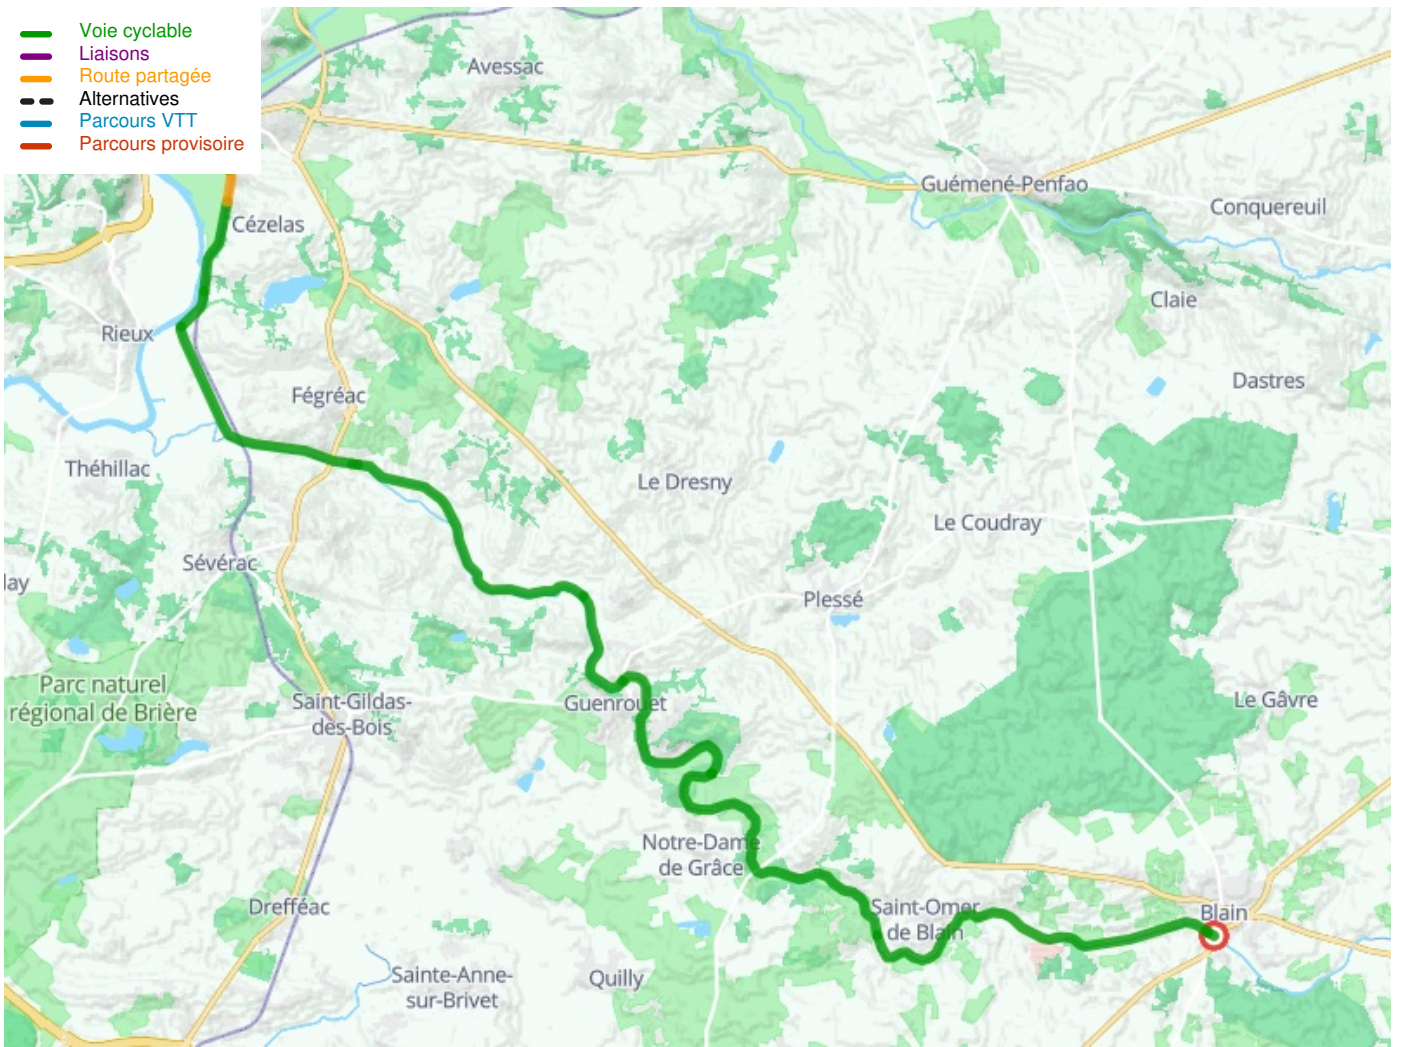 Voie cyclable
Liaisons
Route partagée
Alternatives
Parcours VTT
Parcours provisoire
Avessac
Guémené-Penfao
Conquereuil
Cézelas
Claie
Rieux
Dastres
Fégréac
Théhillac
Le Dresny
Le Coudray
Sévérac
lay
Plessé
Parc naturel
régional de Brière
Saint-Gildas-
des-Bois
Guenrouet
Le Gâvre
Notre-Dame
de Grâce
Drefféac
Saint-Omer
de Blain
Blain
Sainte-Anne-
sur-Brivet
Quilly